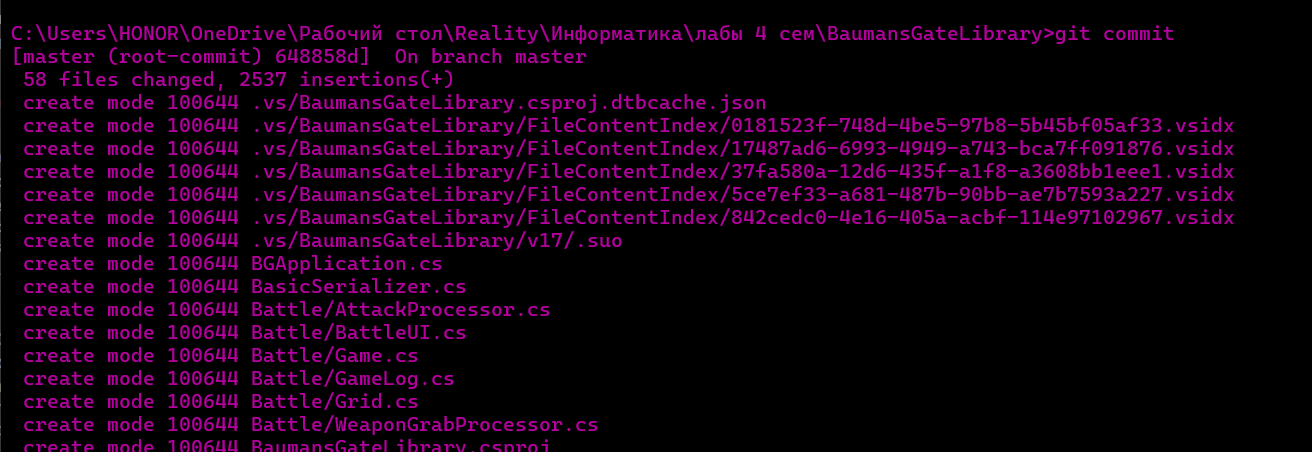 C:\Users\HONOR\OneDrive\Рабочий стол\Reality\Информатика\лабы 4 сем\BaumansGateLibrary>git commit
[master (root-commit) 648858d]  On branch master
 58 files changed, 2537 insertions(+)
 create mode 100644 .vs/BaumansGateLibrary.csproj.dtbcache.json
 create mode 100644 .vs/BaumansGateLibrary/FileContentIndex/0181523f-748d-4be5-97b8-5b45bf05af33.vsidx
 create mode 100644 .vs/BaumansGateLibrary/FileContentIndex/17487ad6-6993-4949-a743-bca7ff091876.vsidx
 create mode 100644 .vs/BaumansGateLibrary/FileContentIndex/37fa580a-12d6-435f-a1f8-a3608bb1eee1.vsidx
 create mode 100644 .vs/BaumansGateLibrary/FileContentIndex/5ce7ef33-a681-487b-90bb-ae7b7593a227.vsidx
 create mode 100644 .vs/BaumansGateLibrary/FileContentIndex/842cedc0-4e16-405a-acbf-114e97102967.vsidx
 create mode 100644 .vs/BaumansGateLibrary/v17/.suo
 create mode 100644 BGApplication.cs
 create mode 100644 BasicSerializer.cs
 create mode 100644 Battle/AttackProcessor.cs
 create mode 100644 Battle/BattleUI.cs
 create mode 100644 Battle/Game.cs
 create mode 100644 Battle/GameLog.cs
 create mode 100644 Battle/Grid.cs
 create mode 100644 Battle/WeaponGrabProcessor.cs
 create mode 100644 BaumansGateLibrary.csproj